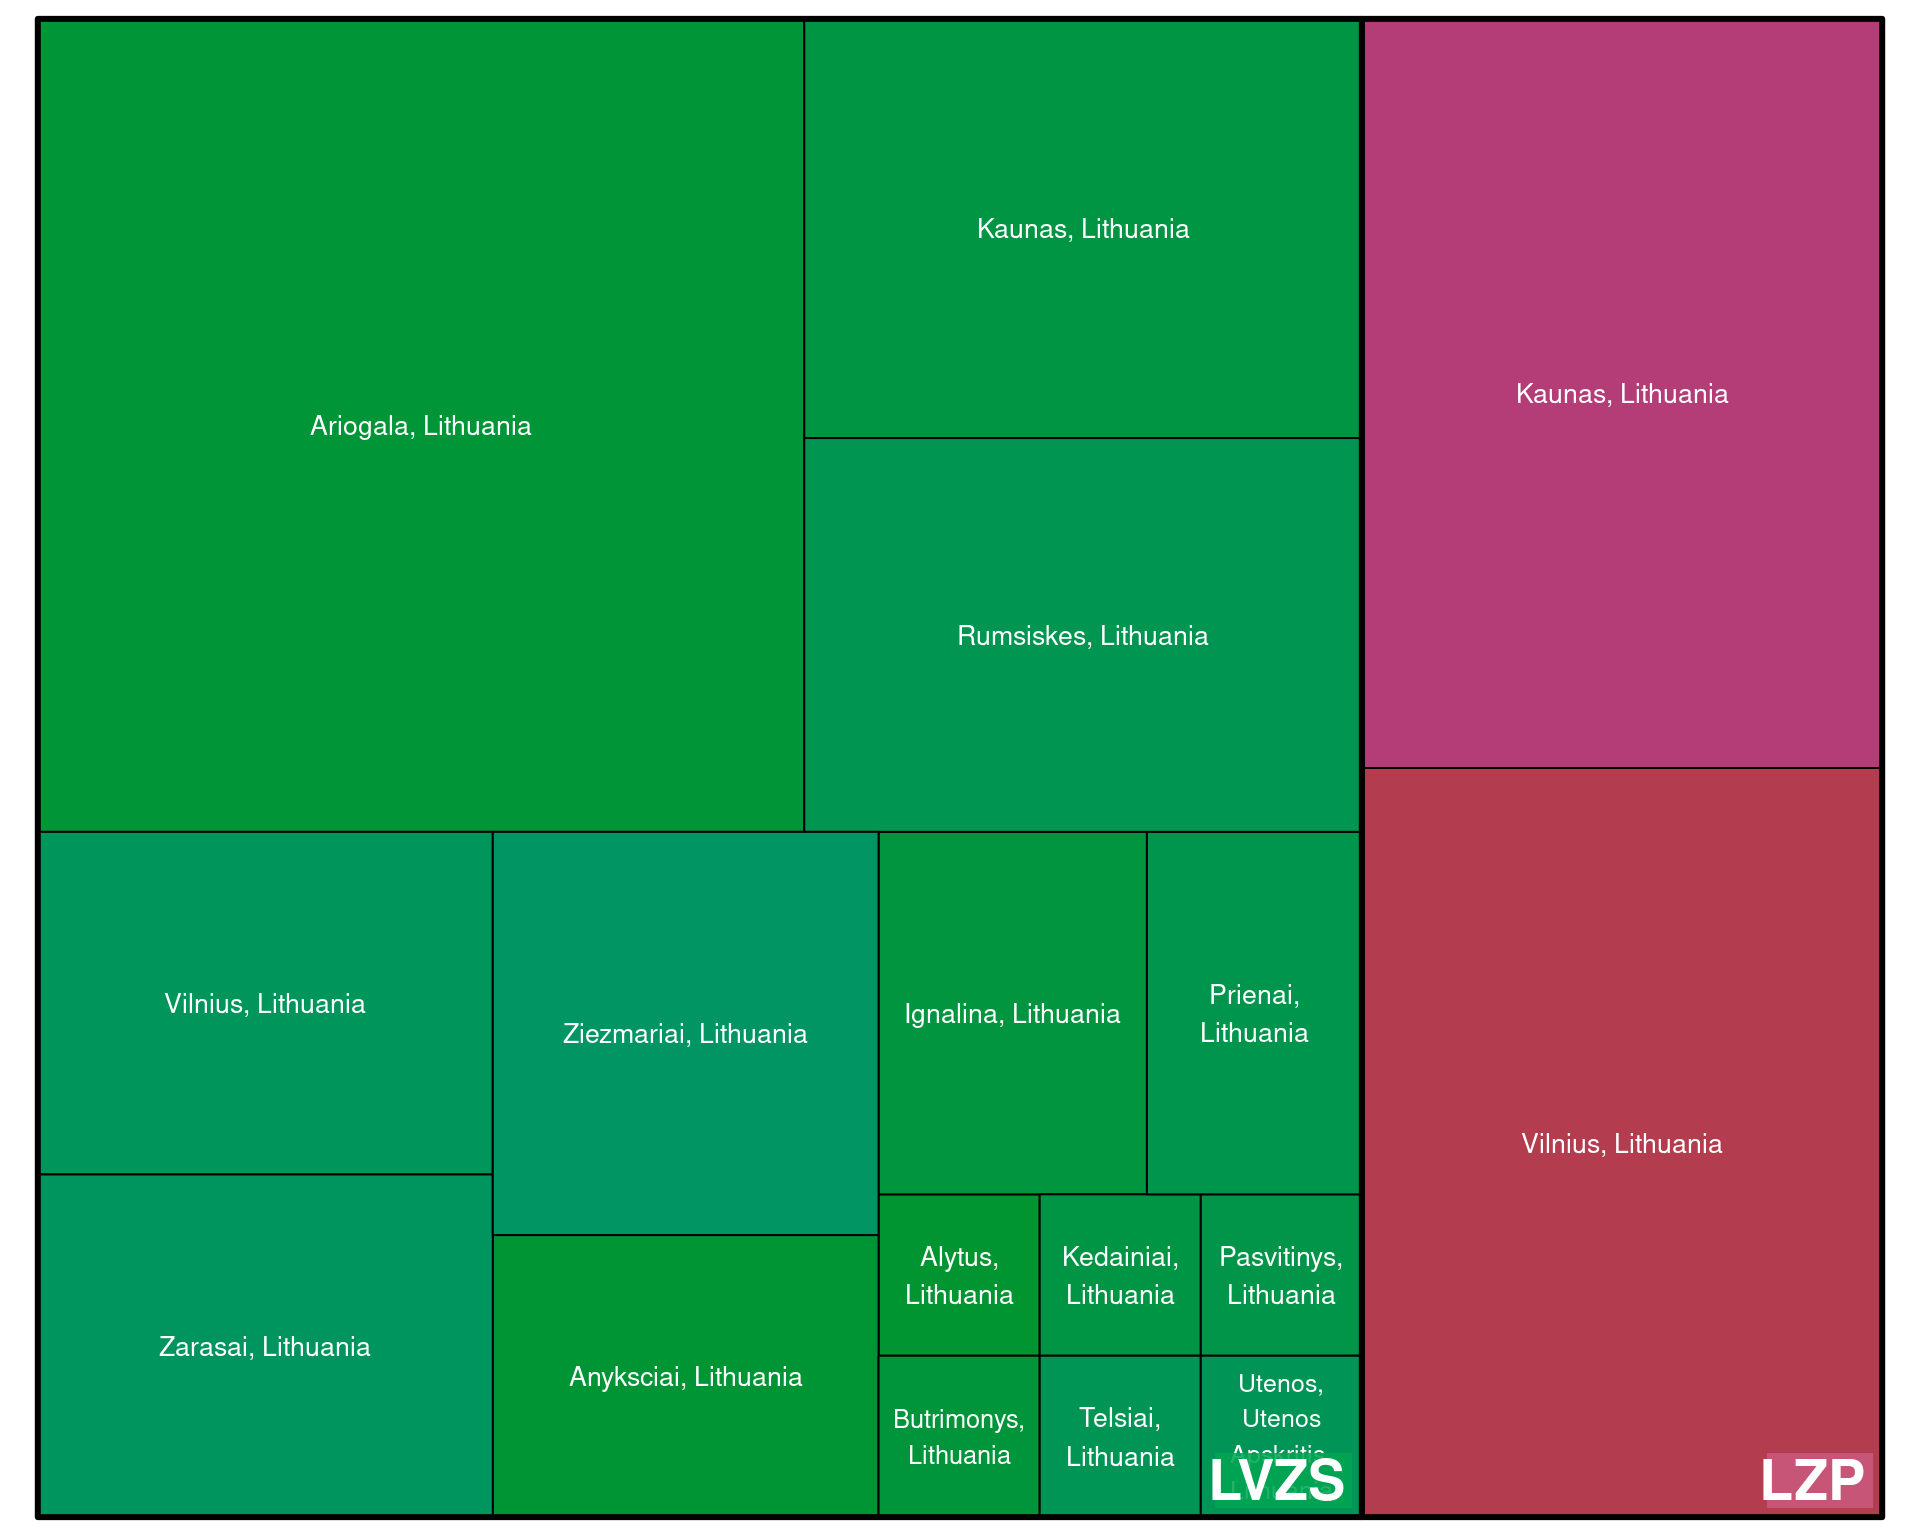 Ariogala, Lithuania
Kaunas, Lithuania
Rumsiskes, Lithuania
Vilnius, Lithuania
Zarasai, Lithuania
Ziezmariai, Lithuania
Anyksciai, Lithuania
Ignalina, Lithuania
Prienai,
Lithuania
Alytus,
Lithuania
Kedainiai,
Lithuania
Pasvitinys,
Lithuania
Butrimonys,
Lithuania
Telsiai,
Lithuania
Utenos,
Utenos
Apskritis,
LVZS
Kaunas, Lithuania
Vilnius, Lithuania
LZP